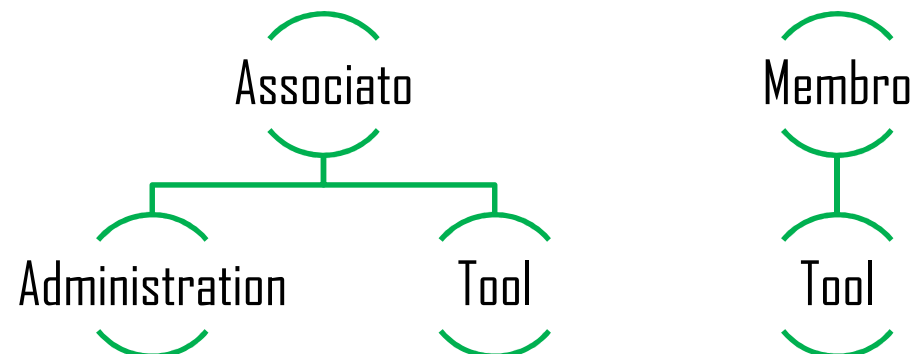 Associato
Membro
Administration
Tool
Tool